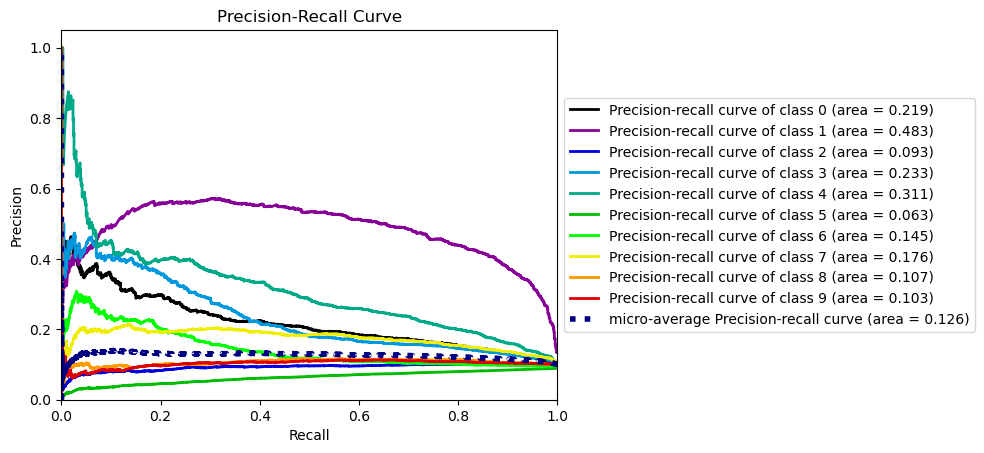 Precision-Recall Curve
1.0
0.8
0.6
0.4
0.2
0.0
Precision
0.0 0.2 0.4 0.6 0.8 1.0
Recall
Precision-recall curve of class 0 (area = 0.219)
Precision-recall curve of class 1 (area = 0.483)
Precision-recall curve of class 2 (area = 0.093)
Precision-recall curve of class 3 (area = 0.233)
Precision-recall curve of class 4 (area = 0.311)
Precision-recall curve of class 5 (area = 0.063)
Precision-recall curve of class 6 (area = 0.145)
Precision-recall curve of class 7 (area = 0.176)
Precision-recall curve of class 8 (area = 0.107)
Precision-recall curve of class 9 (area = 0.103)
micro-average Precision-recall curve (area = 0.126)